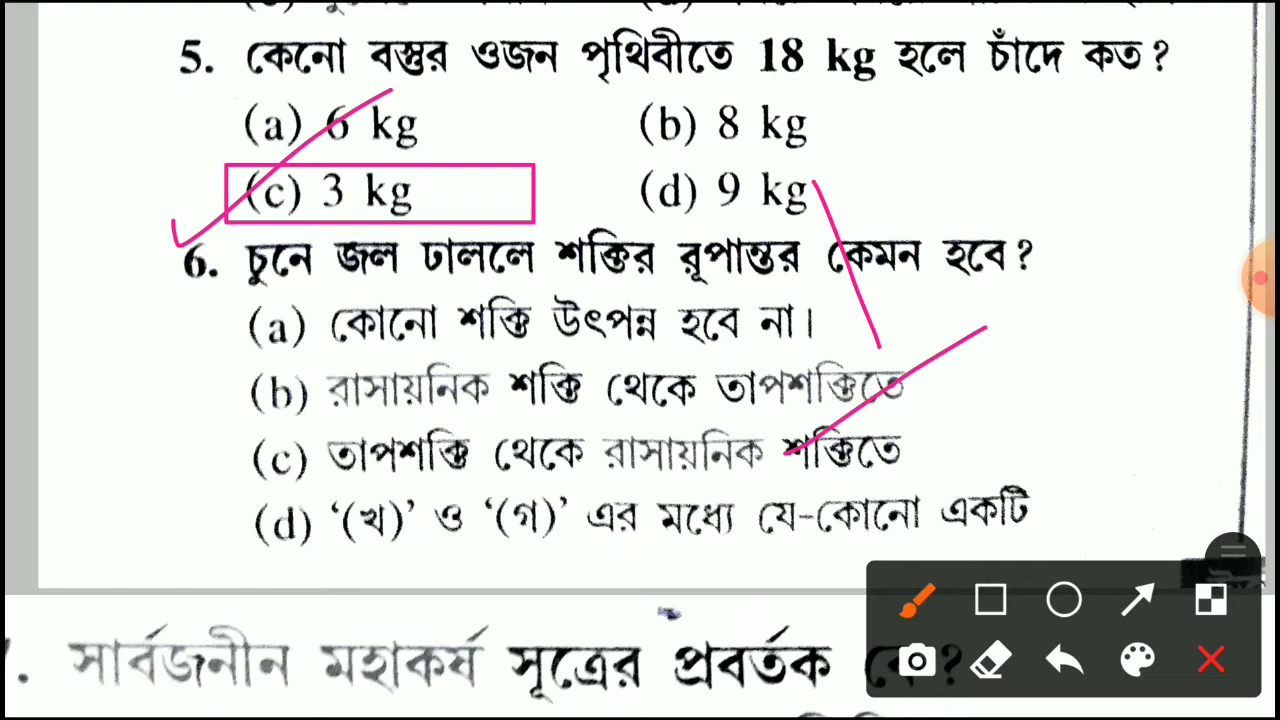 5. কেনো বস্তুর ওজন পৃথিবীতে 18 kg হলে চাঁদে কত?
(a) 6 kg (b) 8 kg
(c) 3 kg (d) 9 kg
6. চুনে জল ঢাললে শক্তির রূপান্তর কেমন হবে?
(a) কোনো শক্তি উৎপন্ন হবে না।
(b) রাসায়নিক শক্তি থেকে তাপশক্তিতে
(c) তাপশক্তি থেকে রাসায়নিক শক্তিতে
(d) ‘(খ)’ ও ‘(গ)’ এর মধ্যে যে-কোনো একটি
. সার্বজনীন মহাকর্ষ সূত্রের প্রবর্তক কে?